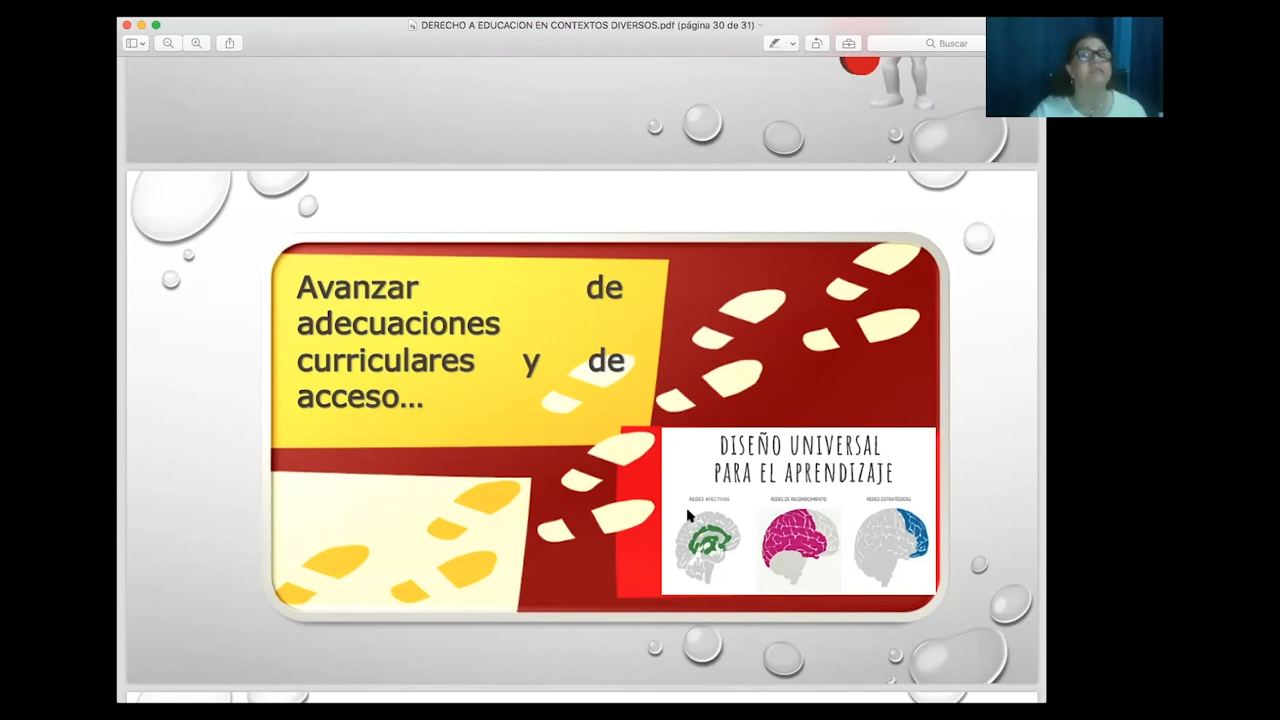 DERECHO A EDUCACION EN CONTEXTOS DIVERSOS.pdf (página 30 de 31)
Buscar
Avanzar de
adecuaciones
curriculares y de
acceso...
DISEÑO UNIVERSAL
PARA EL APRENDIZAJE
REDES AFECTIVAS REDES DE RECONOCIMIENTO REDES ESTRATÉGICAS